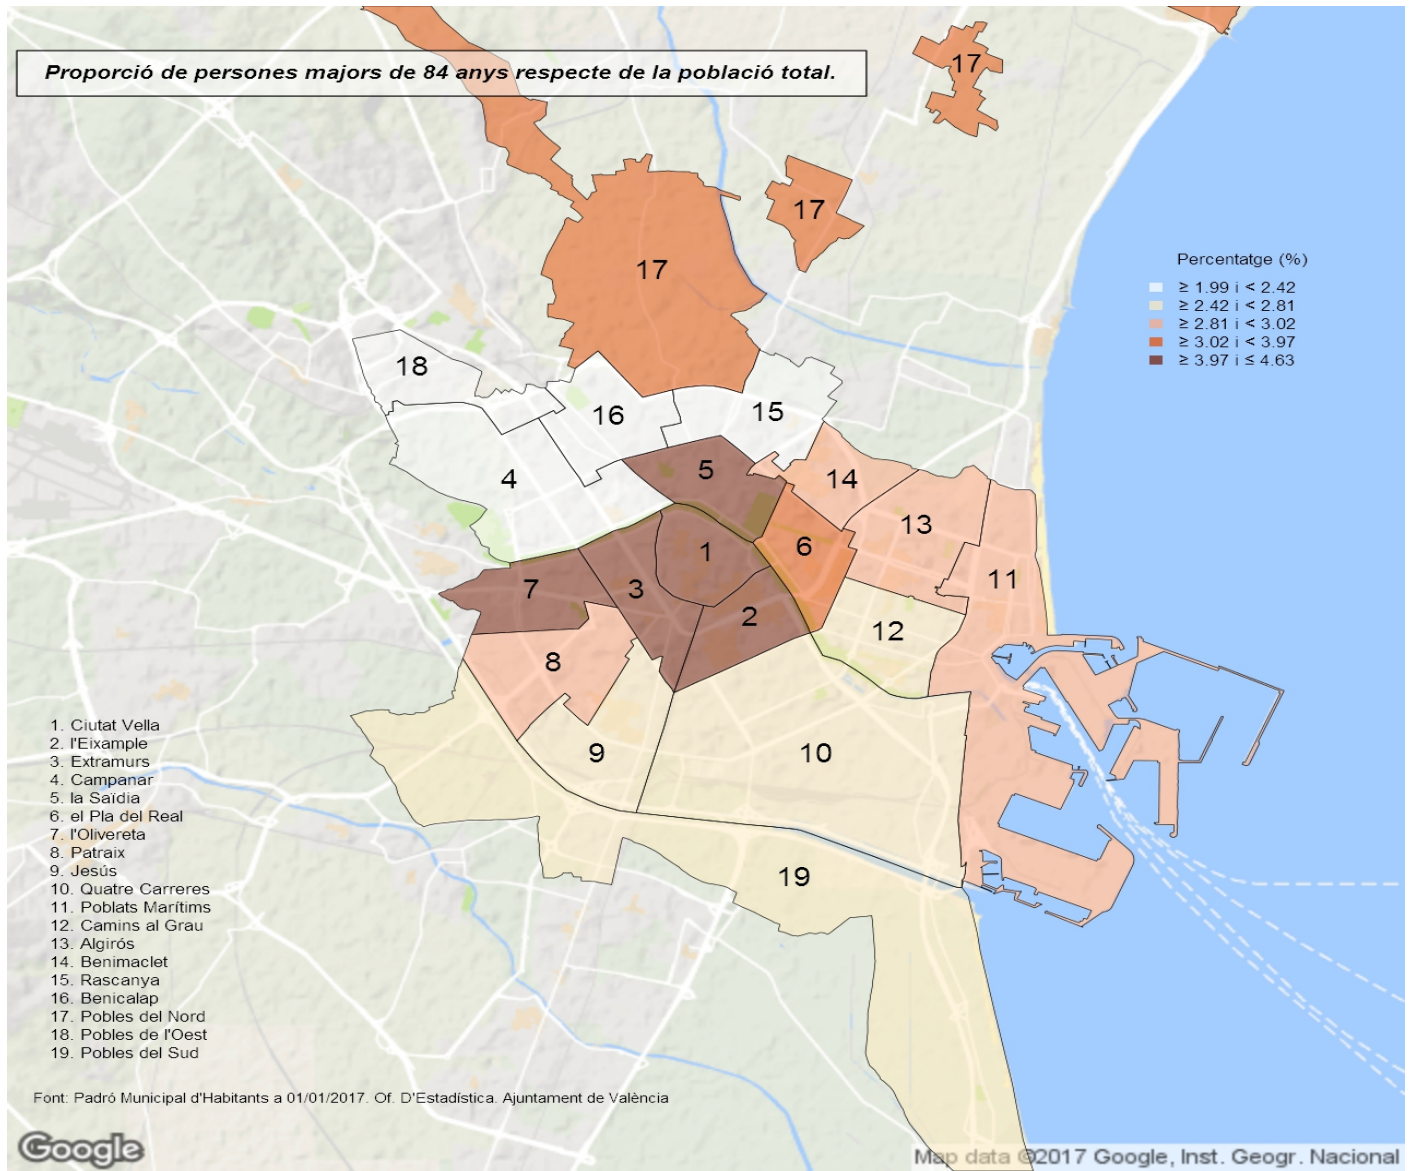 Proporció de persones majors de 84 anys respecte de la població total.
17
17
17
Percentatge (%)
≥ 1.99 i < 2.42
≥ 2.42 i < 2.81
≥ 2.81 i < 3.02
≥ 3.02 i < 3.97
≥ 3.97 i ≤ 4.63
18
16
15
5
4
14
13
6
1
11
7
3
2
12
8
9
10
19
1. Ciutat Vella
2. l'Eixample
3. Extramurs
4. Campanar
5. la Saïdia
6. el Pla del Real
7. l'Olivereta
8. Patraix
9. Jesús
10. Quatre Carreres
11. Poblats Marítims
12. Camins al Grau
13. Algirós
14. Benimaclet
15. Rascanya
16. Benicalap
17. Pobles del Nord
18. Pobles de l'Oest
19. Pobles del Sud
Font: Padró Municipal d'Habitants a 01/01/2017. Of. D'Estadística. Ajuntament de València
Google
Map data ©2017 Google, Inst. Geogr. Nacional